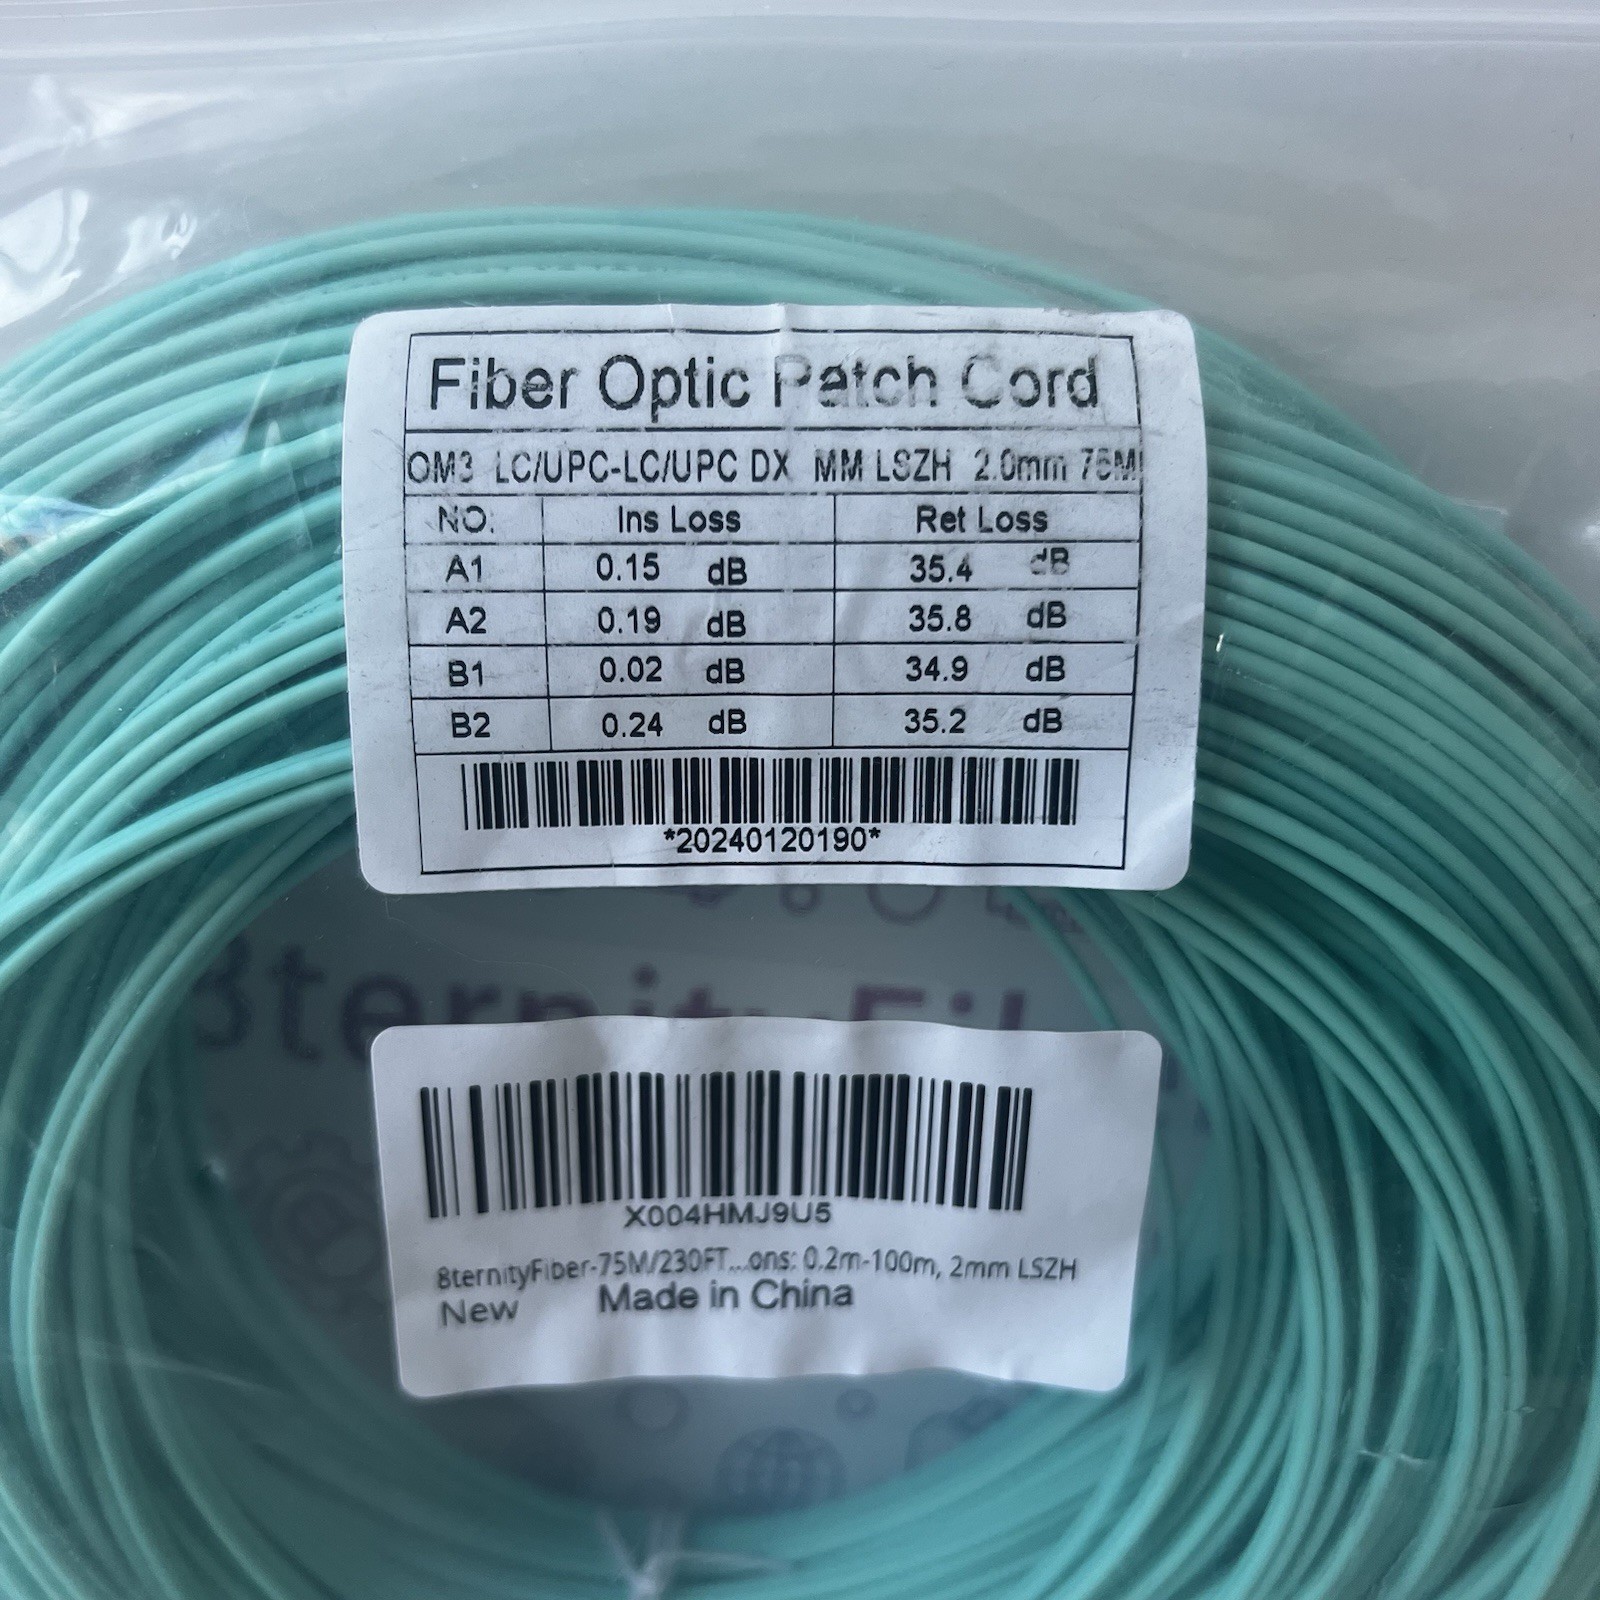 Fiber Optic Patch Cord
OM3 LC/UPC-LC/UPC DX MM LSZH 2.0mm 75M
NO. Ins Loss Ret Loss
A1 0.15 dB 35.4 dB
A2 0.19 dB 35.8 dB
B1 0.02 dB 34.9 dB
B2 0.24 dB 35.2 dB
*20240120190*
8ternityFi
X004HMJ9U5
8ternityFiber-75M/230FT...ons: 0.2m-100m, 2mm LSZH
New Made in China